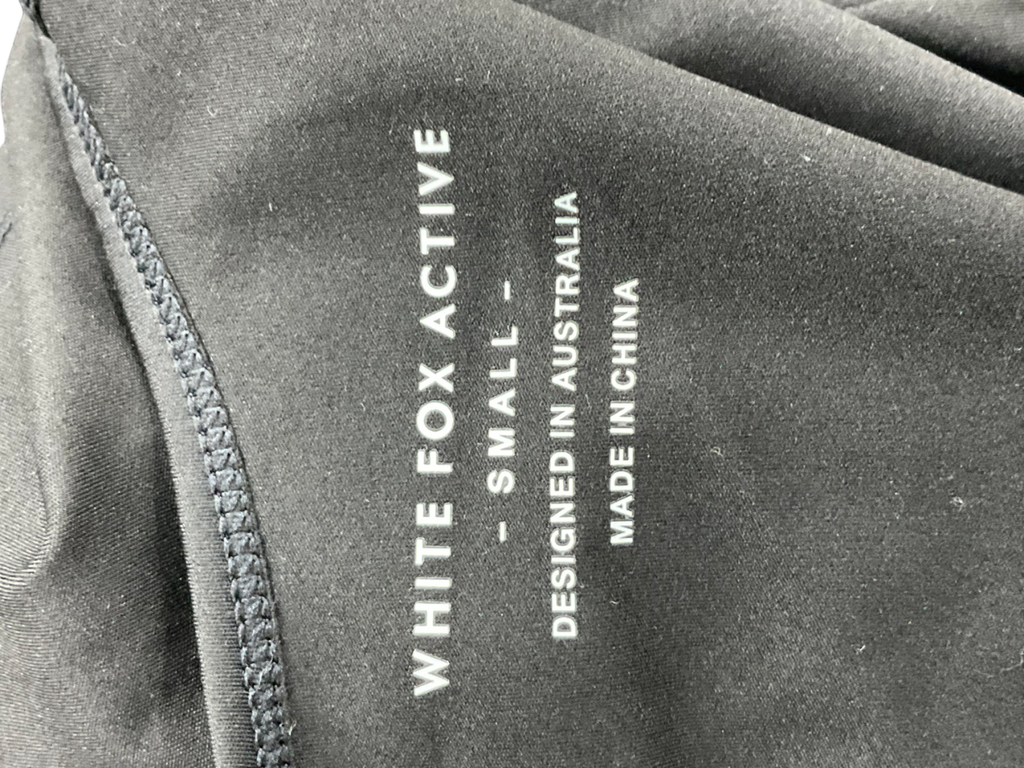 WHITE FOX ACTIVE
- SMALL -
DESIGNED IN AUSTRALIA
MADE IN CHINA